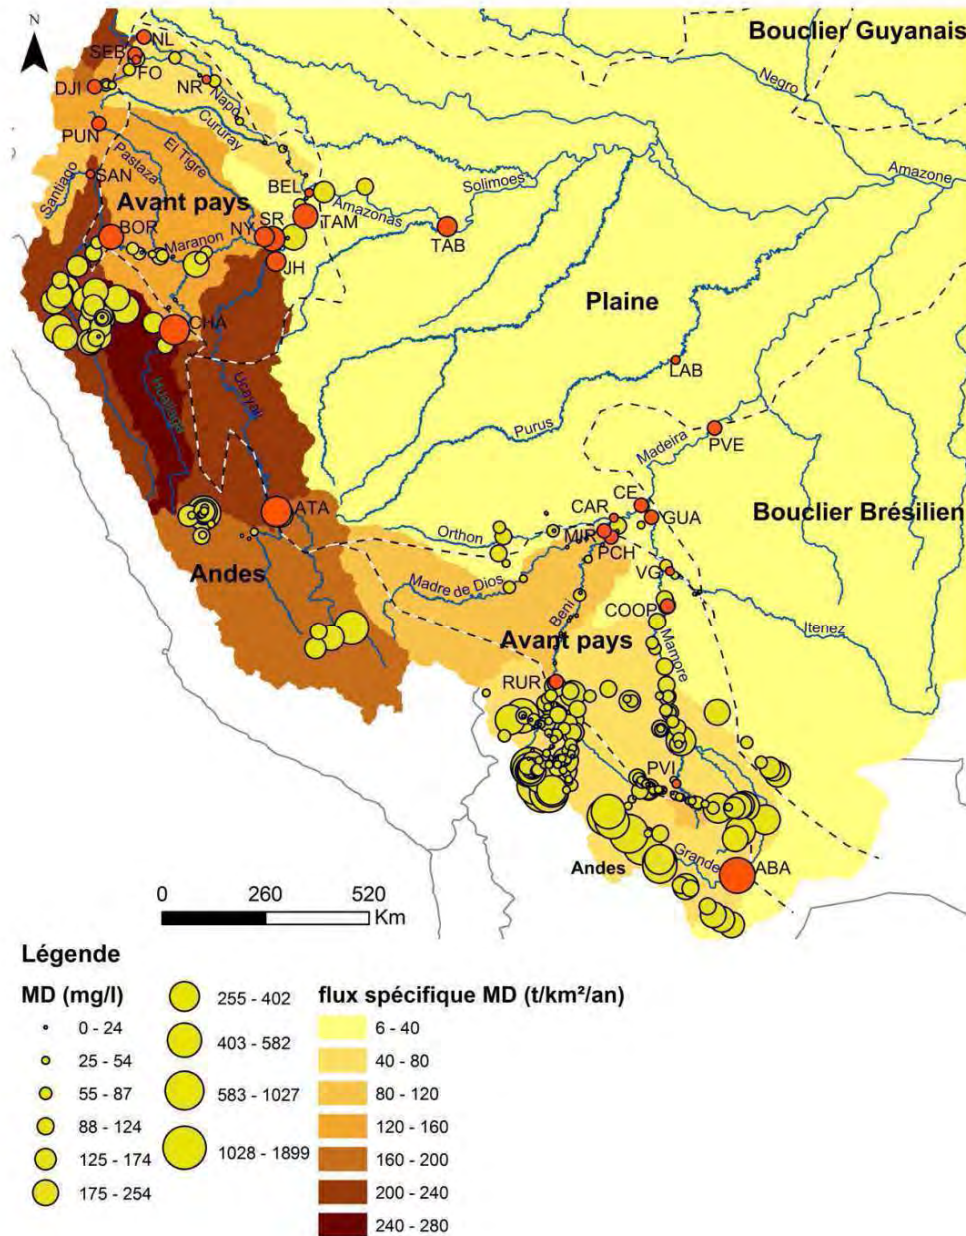 N
Bouclier Guyanais
NL
SEB
FO
DJI
NR
Napo
Negro
Cururay
PUN
El Tigre
Pastaza
Santiago
SAN
Avant pays
BEL
Solimoes
Amazonas
Amazone
SR
TAM
BOR
NY
Maranon
TAB
JH
Plaine
CHA
Huallaga
Ucayali
LAB
Purus
Madeira
PVE
CE
ATA
CAR
GUA
Orthon
MIR
PCH
Bouclier Brésilien
Andes
Madre de Dios
VG
Beni
COOP
Itenez
Avant pays
Mamore
RUR
PVI
Grande
Andes
ABA
0 260 520
Km
Légende
MD (mg/l)
0 - 24
25 - 54
55 - 87
88 - 124
125 - 174
175 - 254
255 - 402
403 - 582
583 - 1027
1028 - 1899
flux spécifique MD (t/km²/an)
6 - 40
40 - 80
80 - 120
120 - 160
160 - 200
200 - 240
240 - 280